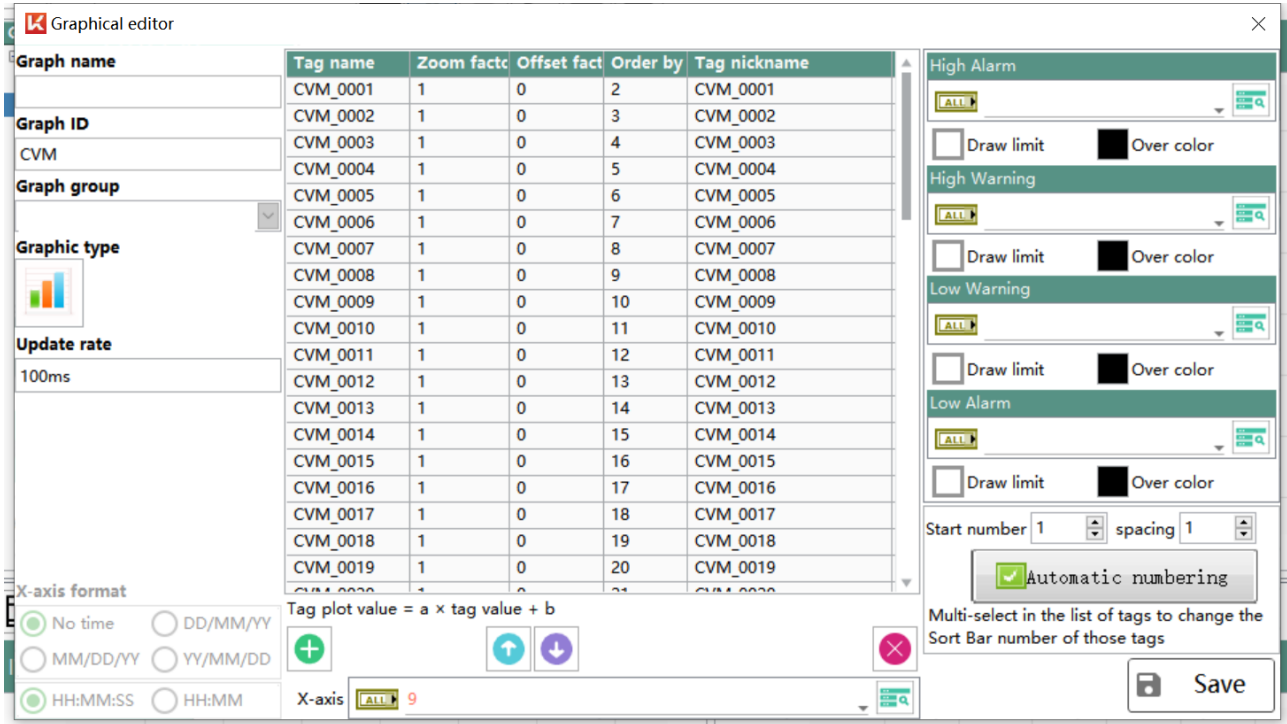 Graphical editor
Graph name
Graph ID
CVM
Graph group
Graphic type
Update rate
100ms
X-axis format
No time DD/MM/YY
MM/DD/YY YY/MM/DD
HH:MM:SS HH:MM
Tag name Zoom facto Offset fact Order by Tag nickname
CVM_0001 1 0 2 CVM_0001
CVM_0002 1 0 3 CVM_0002
CVM_0003 1 0 4 CVM_0003
CVM_0004 1 0 5 CVM_0004
CVM_0005 1 0 6 CVM_0005
CVM_0006 1 0 7 CVM_0006
CVM_0007 1 0 8 CVM_0007
CVM_0008 1 0 9 CVM_0008
CVM_0009 1 0 10 CVM_0009
CVM_0010 1 0 11 CVM_0010
CVM_0011 1 0 12 CVM_0011
CVM_0012 1 0 13 CVM_0012
CVM_0013 1 0 14 CVM_0013
CVM_0014 1 0 15 CVM_0014
CVM_0015 1 0 16 CVM_0015
CVM_0016 1 0 17 CVM_0016
CVM_0017 1 0 18 CVM_0017
CVM_0018 1 0 19 CVM_0018
CVM_0019 1 0 20 CVM_0019
Tag plot value = a × tag value + b
X-axis ALL 9
High Alarm
ALL
Draw limit Over color
High Warning
ALL
Draw limit Over color
Low Warning
ALL
Draw limit Over color
Low Alarm
ALL
Draw limit Over color
Start number 1 spacing 1
Automatic numbering
Multi-select in the list of tags to change the
Sort Bar number of those tags
Save